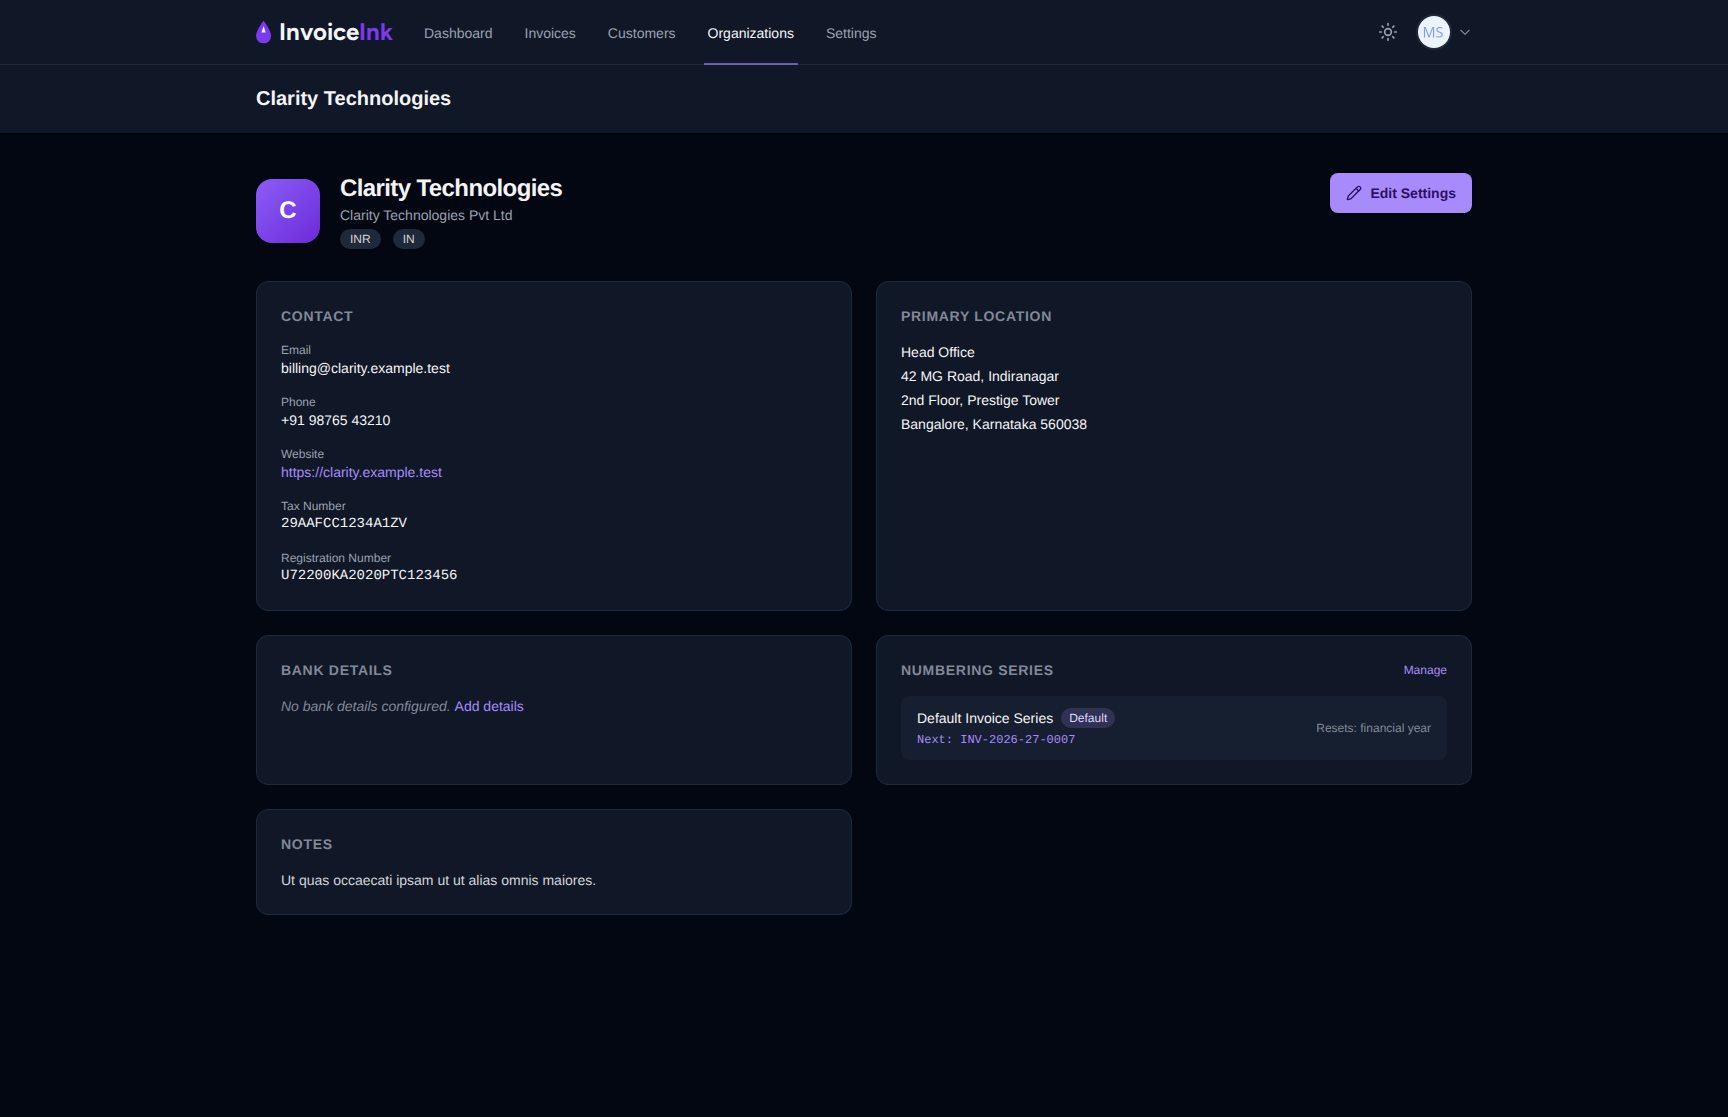 InvoiceInk
Dashboard
Invoices
Customers
Organizations
Settings
MS
Clarity Technologies
C
Clarity Technologies
Clarity Technologies Pvt Ltd
INR
IN
Edit Settings
CONTACT
Email
billing@clarity.example.test
Phone
+91 98765 43210
Website
https://clarity.example.test
Tax Number
29AAFCC1234A1ZV
Registration Number
U72200KA2020PTC123456
PRIMARY LOCATION
Head Office
42 MG Road, Indiranagar
2nd Floor, Prestige Tower
Bangalore, Karnataka 560038
BANK DETAILS
No bank details configured. Add details
NUMBERING SERIES
Manage
Default Invoice Series Default
Next: INV-2026-27-0007
Resets: financial year
NOTES
Ut quas occaecati ipsam ut ut alias omnis maiores.